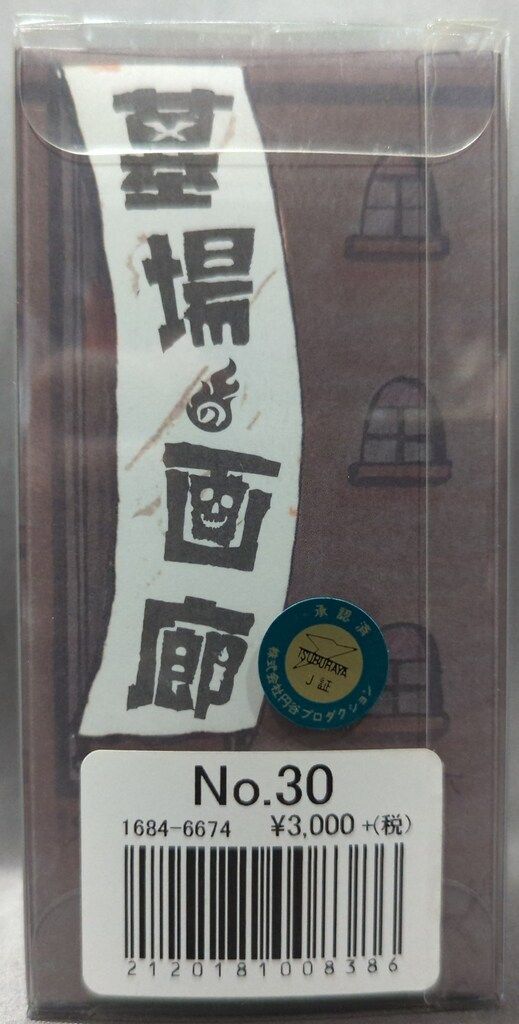 墓場の画廊
承認済
TSUBURAYA
J証
株式会社円谷プロダクション
No.30
1684-6674 ¥3,000 +(税)
2120181008386